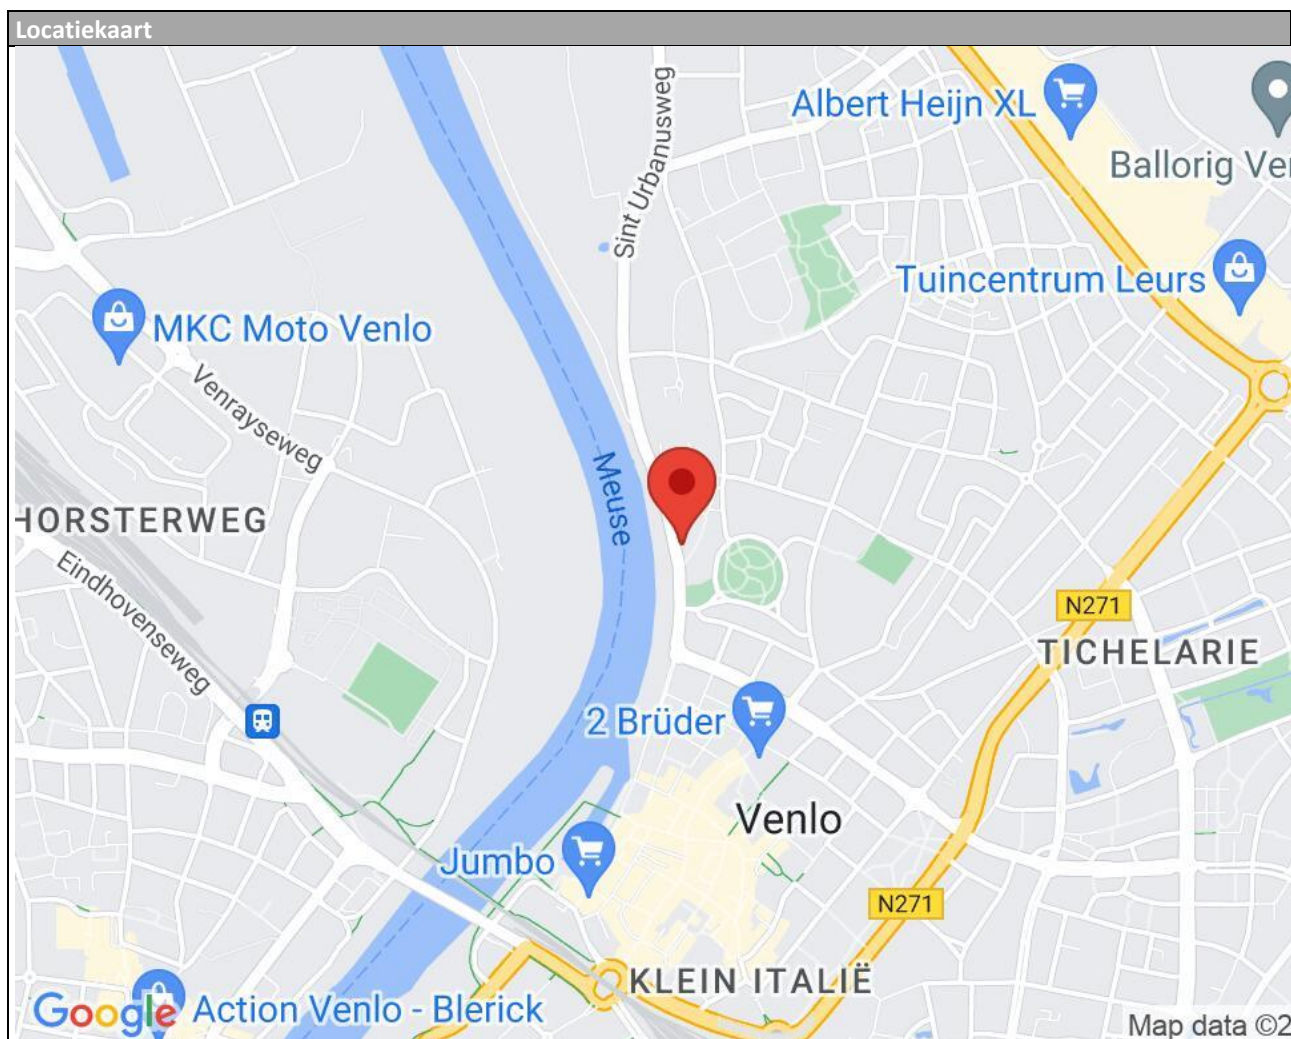 Locatiekaart
Sint Urbanusweg
Albert Heijn XL
Ballorig Ve
Tuincentrum Leurs
MKC Moto Venlo
Venrayseweg
Meuse
HORSTERWEG
Eindhovenseweg
N271
TICHELARIE
2 Brüder
Venlo
Jumbo
N271
KLEIN ITALIË
Google
Action Venlo - Blerick
Map data ©2